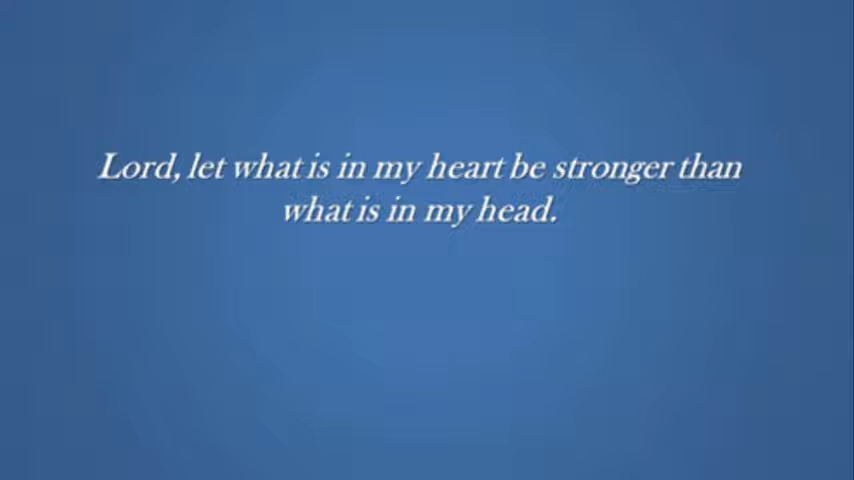 Lord, let what is in my heart be stronger than
what is in my head.